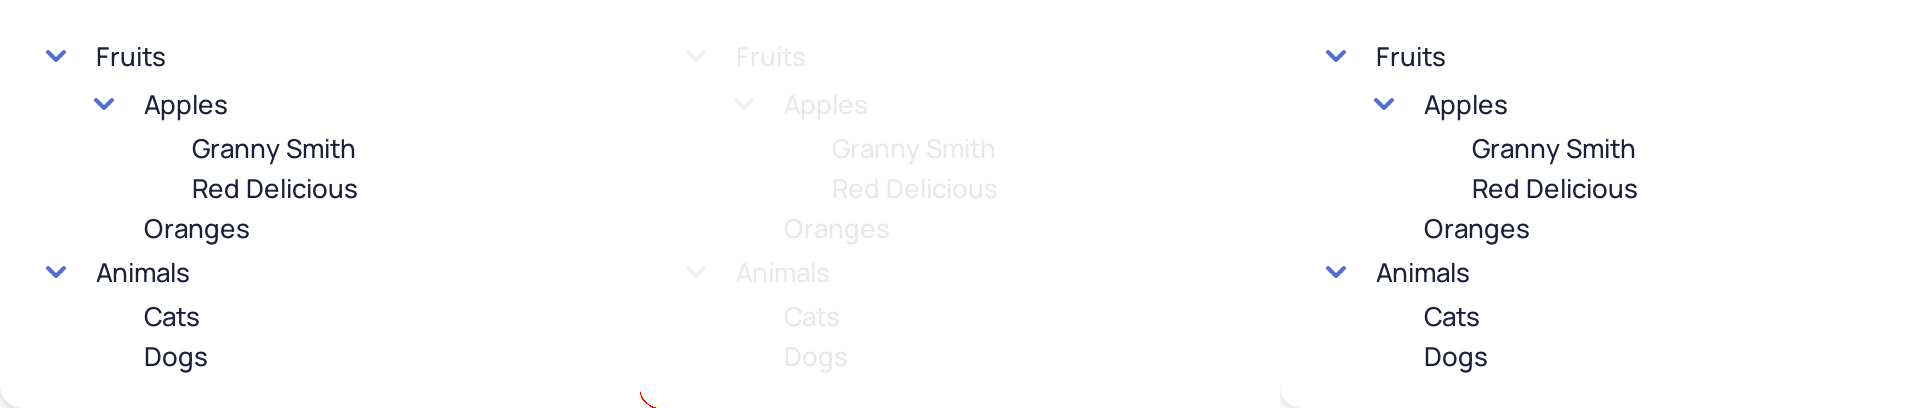 Fruits
Apples
Granny Smith
Red Delicious
Oranges
Animals
Cats
Dogs
Fruits
Apples
Granny Smith
Red Delicious
Oranges
Animals
Cats
Dogs
Fruits
Apples
Granny Smith
Red Delicious
Oranges
Animals
Cats
Dogs